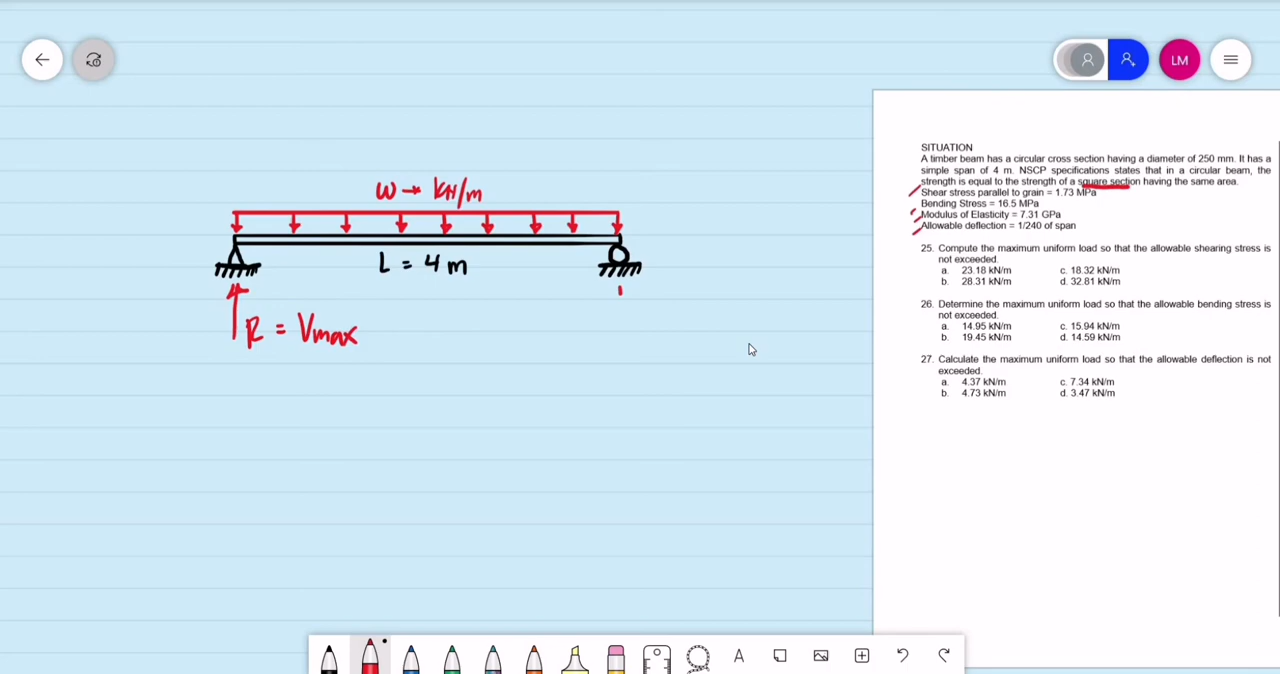 LM
w → kN/m
L = 4 m
R = Vmax
SITUATION
A timber beam has a circular cross section having a diameter of 250 mm. It has a
simple span of 4 m. NSCP specifications states that in a circular beam, the
strength is equal to the strength of a square section having the same area.
Shear stress parallel to grain = 1.73 MPa
Bending Stress = 16.5 MPa
Modulus of Elasticity = 7.31 GPa
Allowable deflection = 1/240 of span
25. Compute the maximum uniform load so that the allowable shearing stress is
not exceeded.
a. 23.18 kN/m c. 18.32 kN/m
b. 28.31 kN/m d. 32.81 kN/m
26. Determine the maximum uniform load so that the allowable bending stress is
not exceeded.
a. 14.95 kN/m c. 15.94 kN/m
b. 19.45 kN/m d. 14.59 kN/m
27. Calculate the maximum uniform load so that the allowable deflection is not
exceeded.
a. 4.37 kN/m c. 7.34 kN/m
b. 4.73 kN/m d. 3.47 kN/m
A